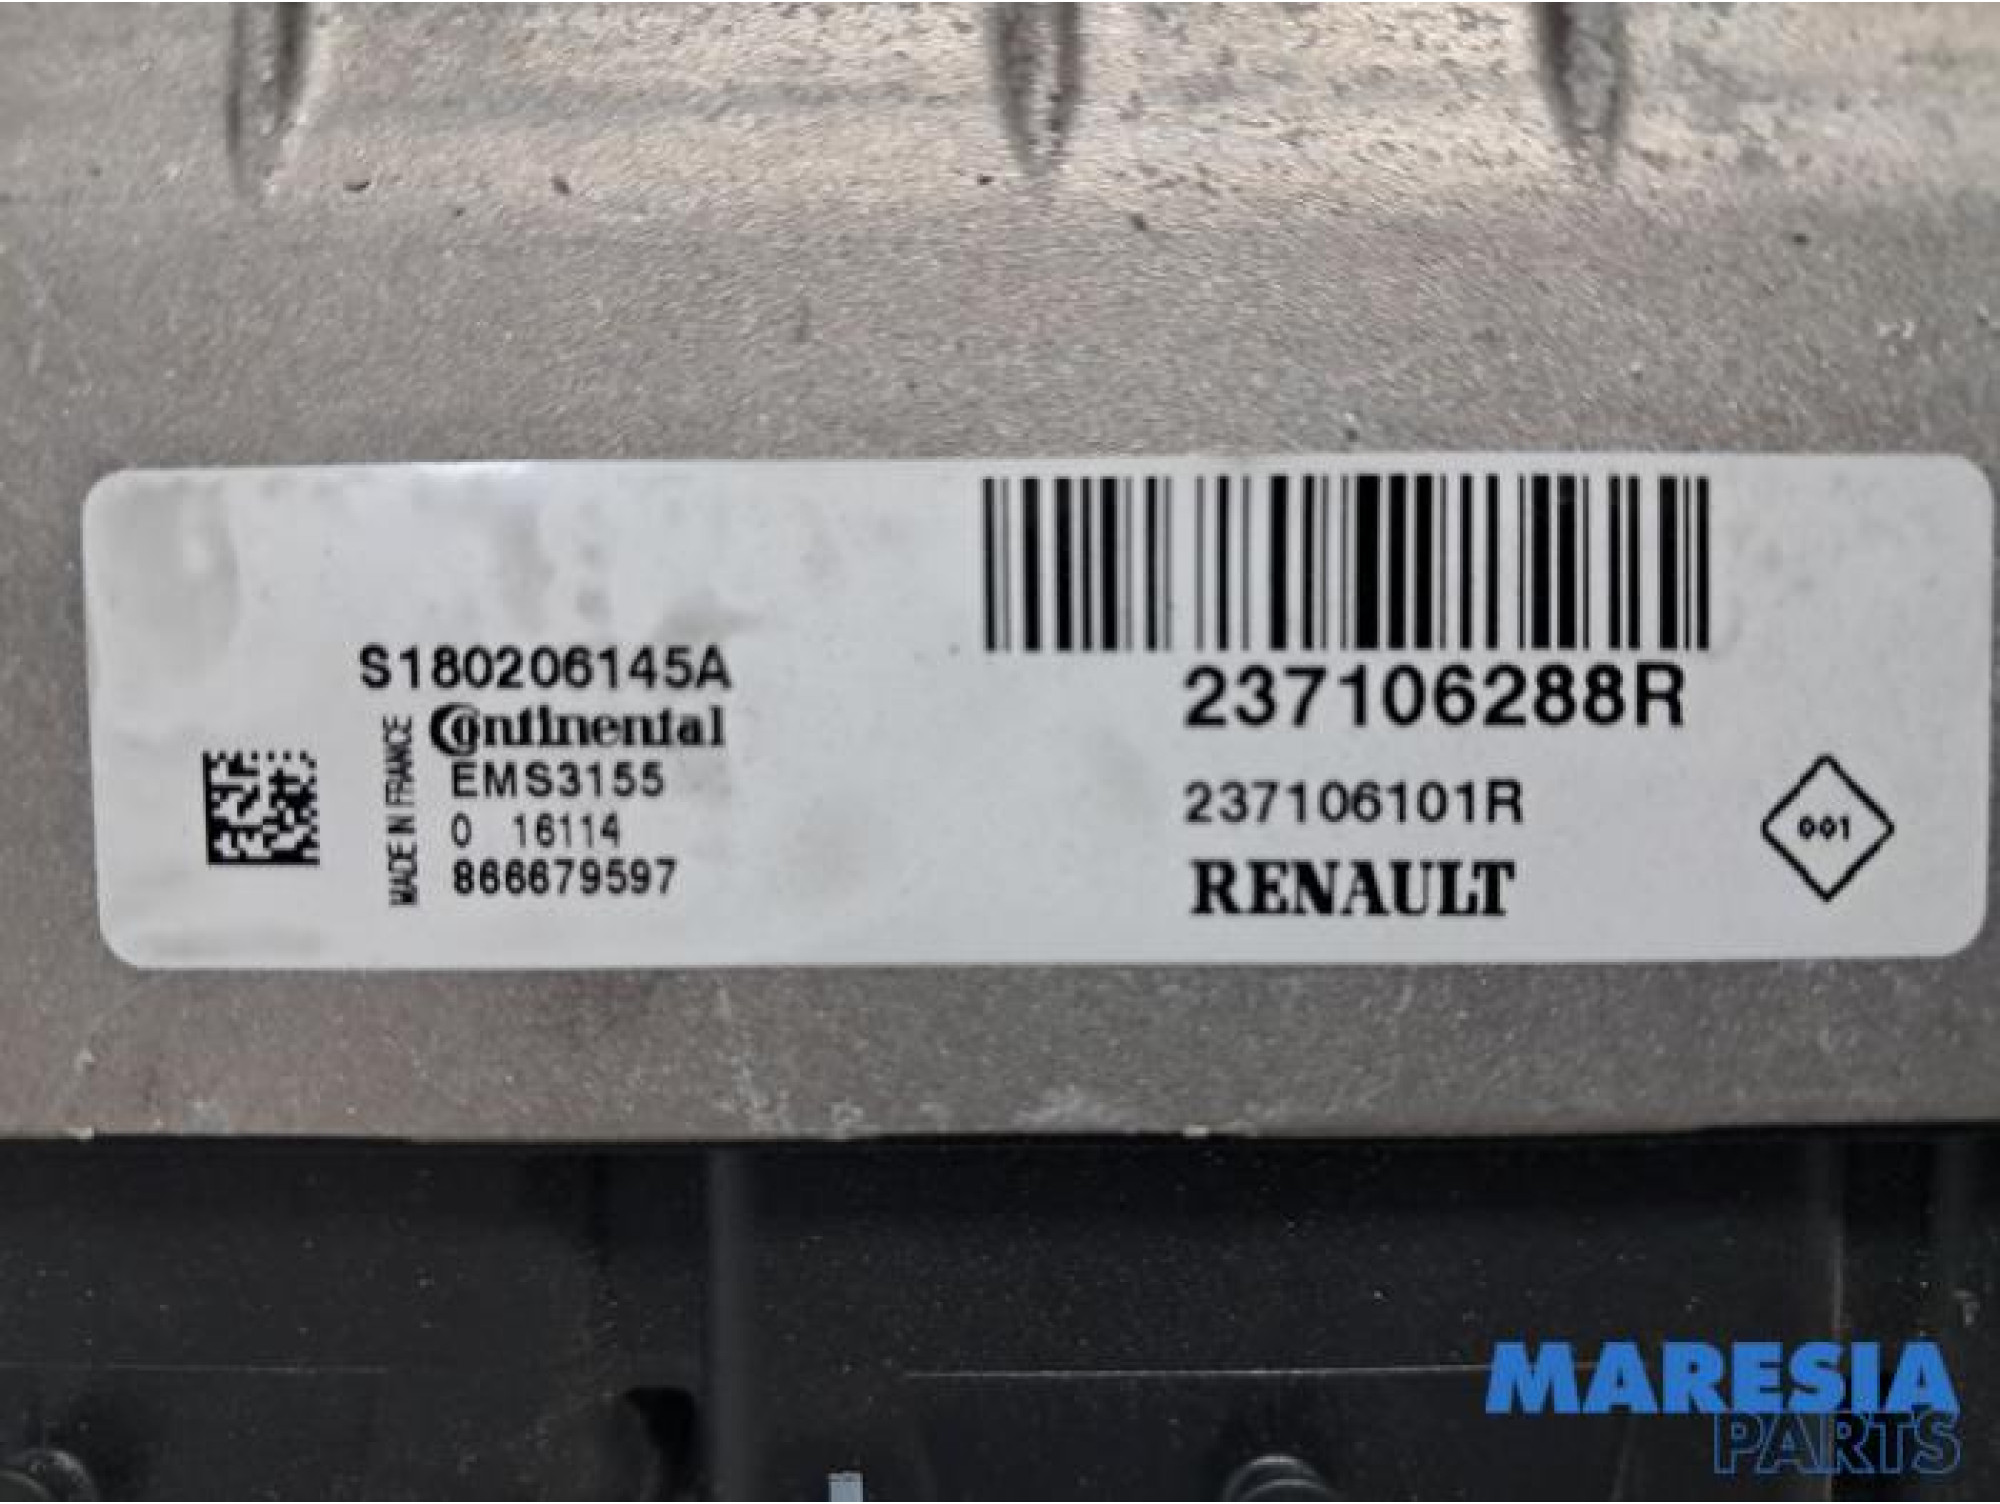 S180206145A
Continental
MADE IN FRANCE
EMS3155
0 16114
866679597
237106288R
237106101R
RENAULT
001
MARESIA
PARTS